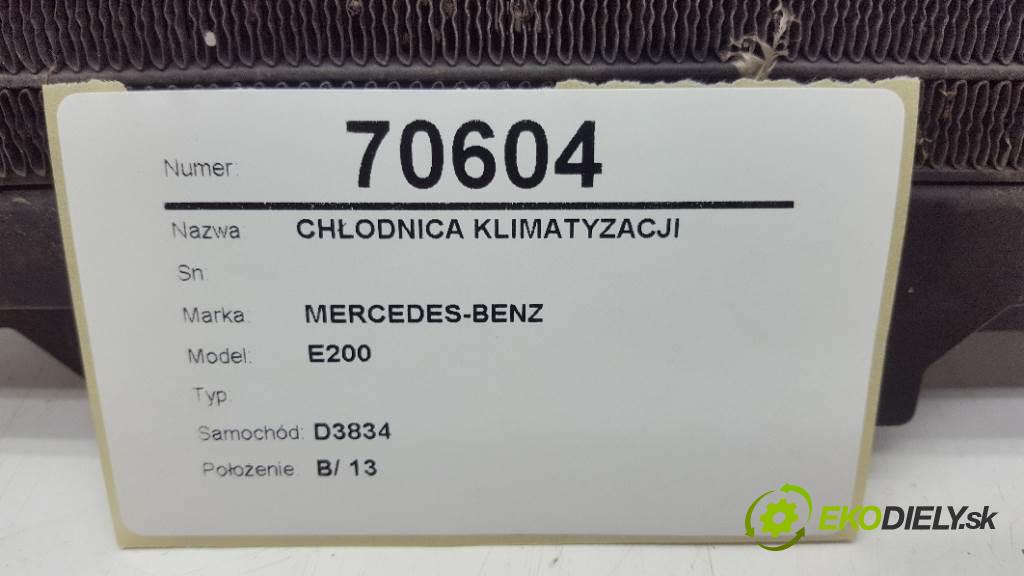 Numer: 70604
Nazwa CHŁODNICA KLIMATYZACJI
Sn
Marka: MERCEDES-BENZ
Model: E200
Typ
Samochód: D3834
Położenie B/ 13
EKODIELY.sk